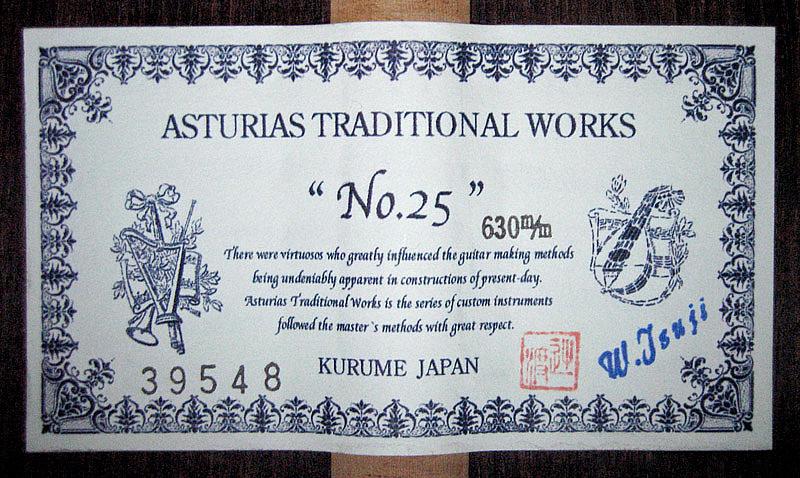 ASTURIAS TRADITIONAL WORKS
“ No.25 ”
630m/m
There were virtuosos who greatly influenced the guitar making methods
being undeniably apparent in constructions of present-day.
Asturias Traditional Works is the series of custom instruments
followed the master`s methods with great respect.
39548
KURUME JAPAN
W.Tsuji